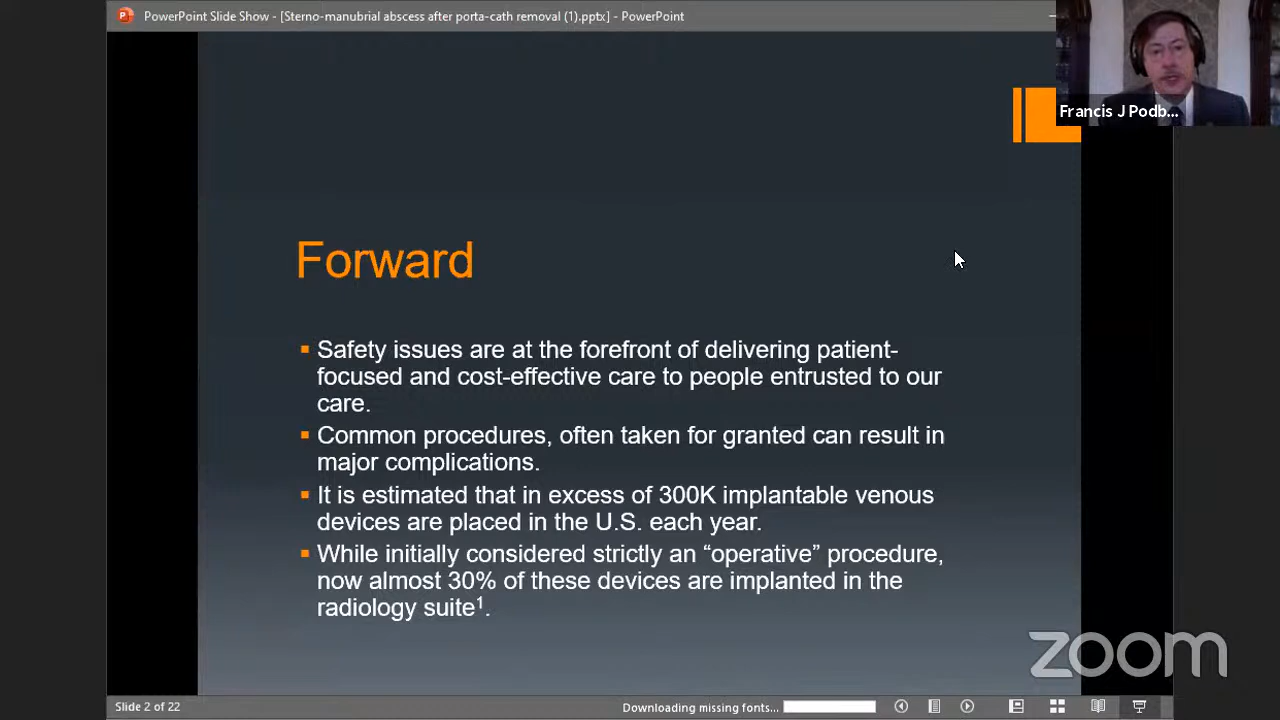 PowerPoint Slide Show - [Sterno-manubrial abscess after porta-cath removal (1).pptx] - PowerPoint
Francis J Podb...
Forward
Safety issues are at the forefront of delivering patient-
focused and cost-effective care to people entrusted to our
care.
Common procedures, often taken for granted can result in
major complications.
It is estimated that in excess of 300K implantable venous
devices are placed in the U.S. each year.
While initially considered strictly an “operative” procedure,
now almost 30% of these devices are implanted in the
radiology suite¹.
zoom
Slide 2 of 22
Downloading missing fonts...